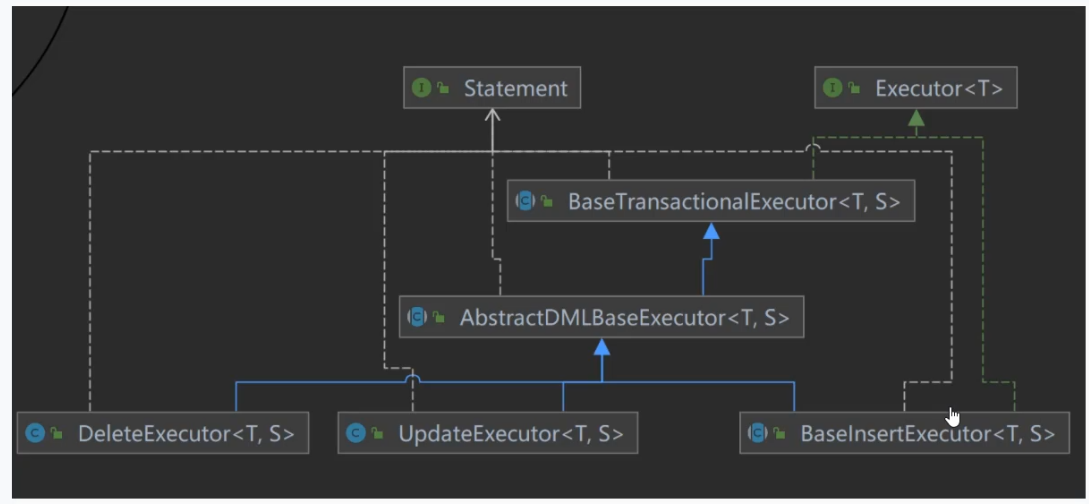 Statement
Executor<T>
BaseTransactionalExecutor<T, S>
AbstractDMLBaseExecutor<T, S>
DeleteExecutor<T, S>
UpdateExecutor<T, S>
BaseInsertExecutor<T, S>